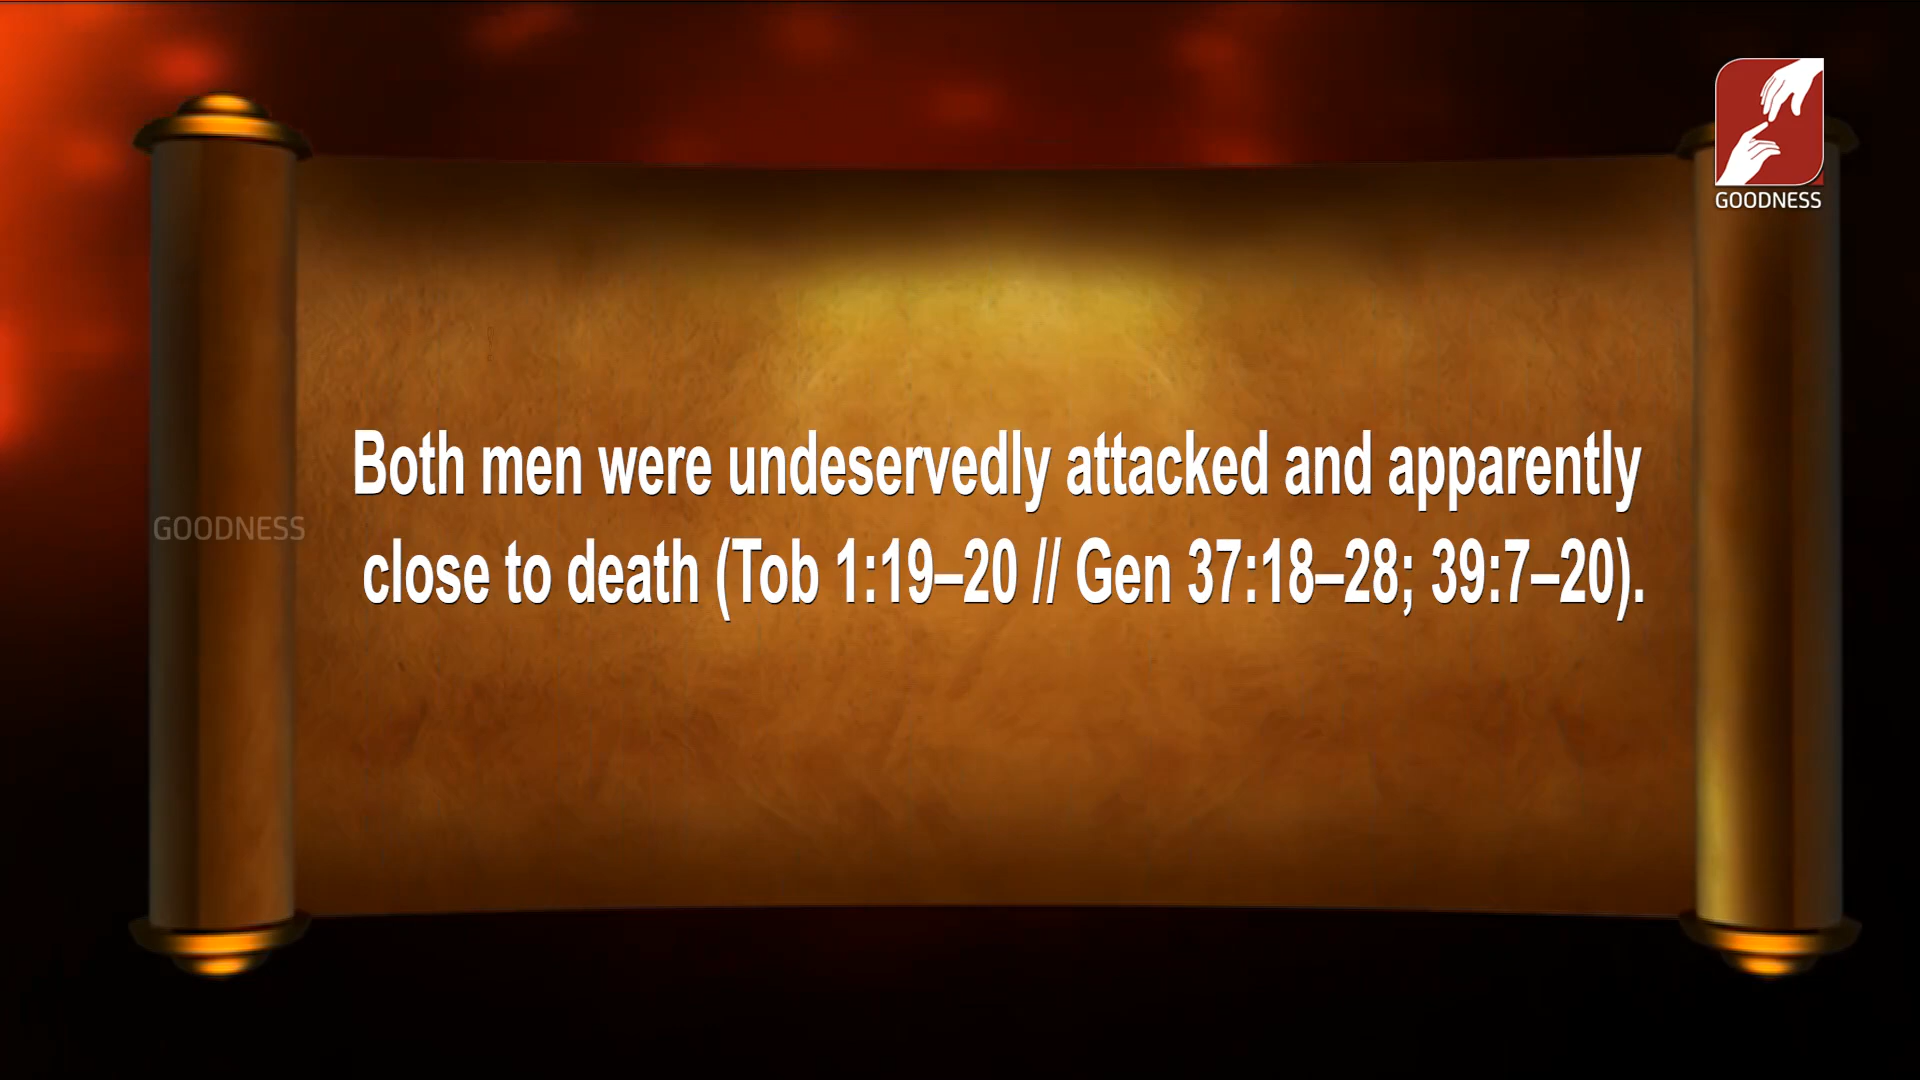 GOODNESS
Both men were undeservedly attacked and apparently
GOODNESS
close to death (Tob 1:19–20 // Gen 37:18–28; 39:7–20).